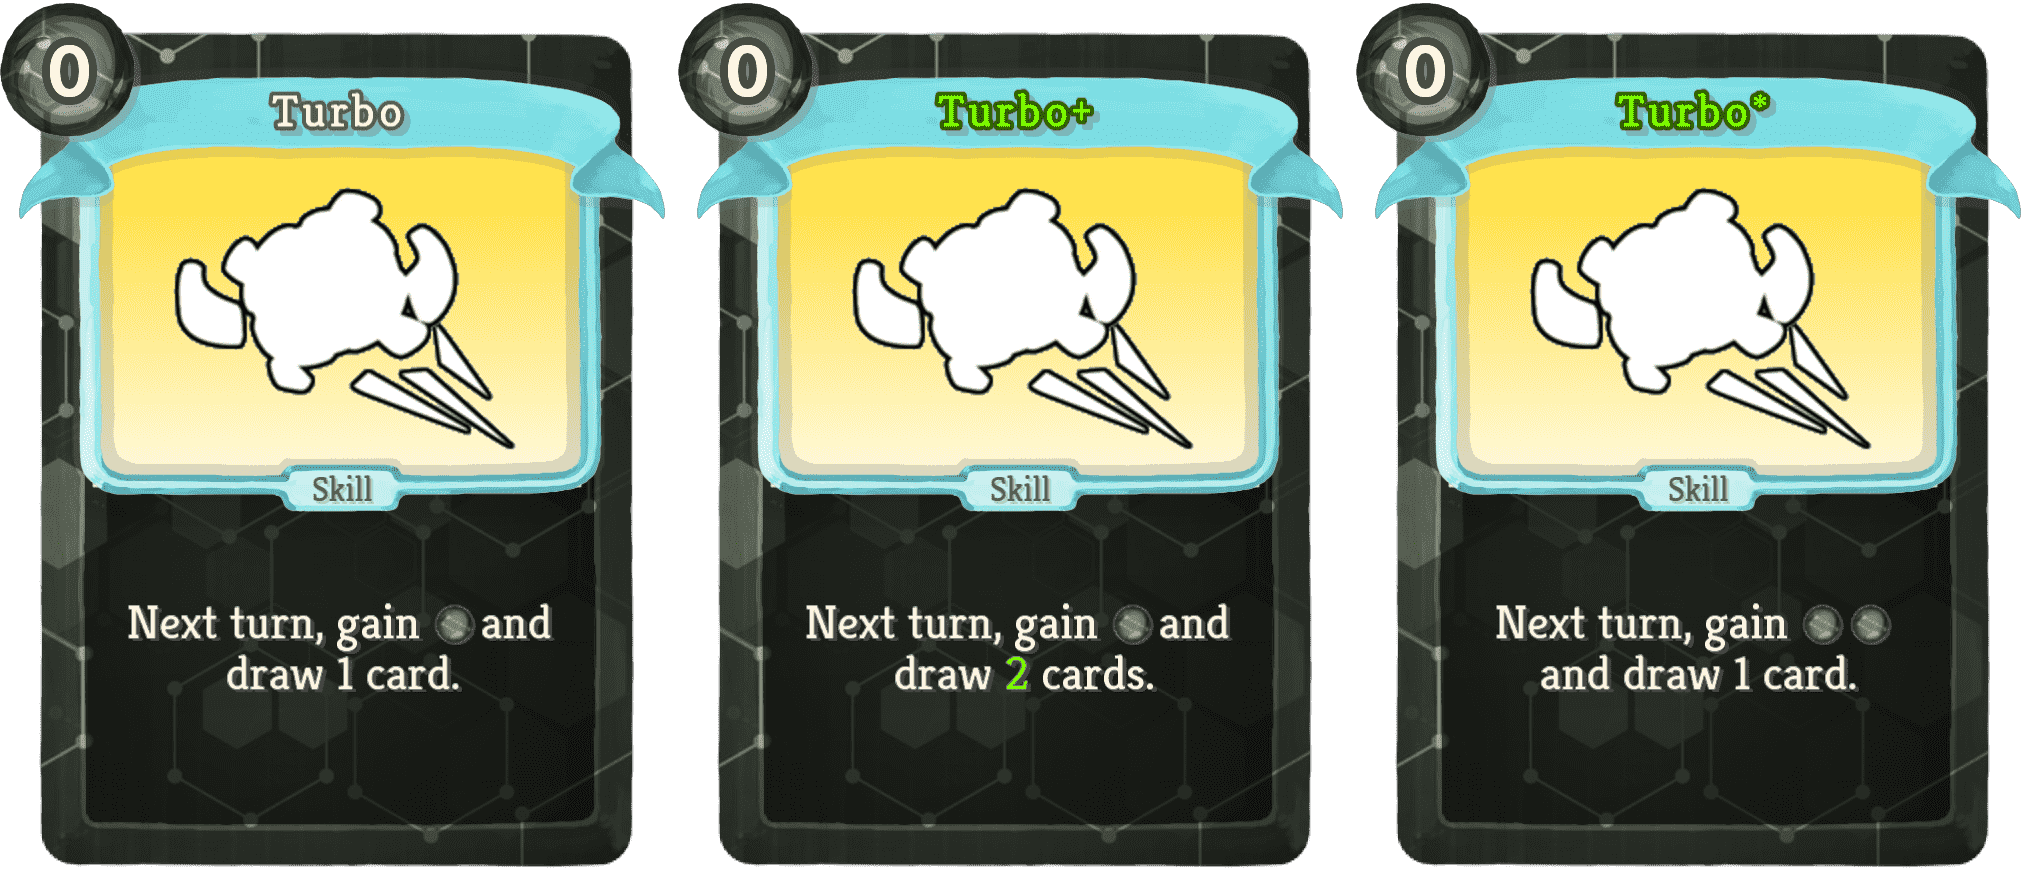 0
Turbo
Skill
Next turn, gain and
draw 1 card.
0
Turbo+
Skill
Next turn, gain and
draw 2 cards.
0
Turbo*
Skill
Next turn, gain
and draw 1 card.